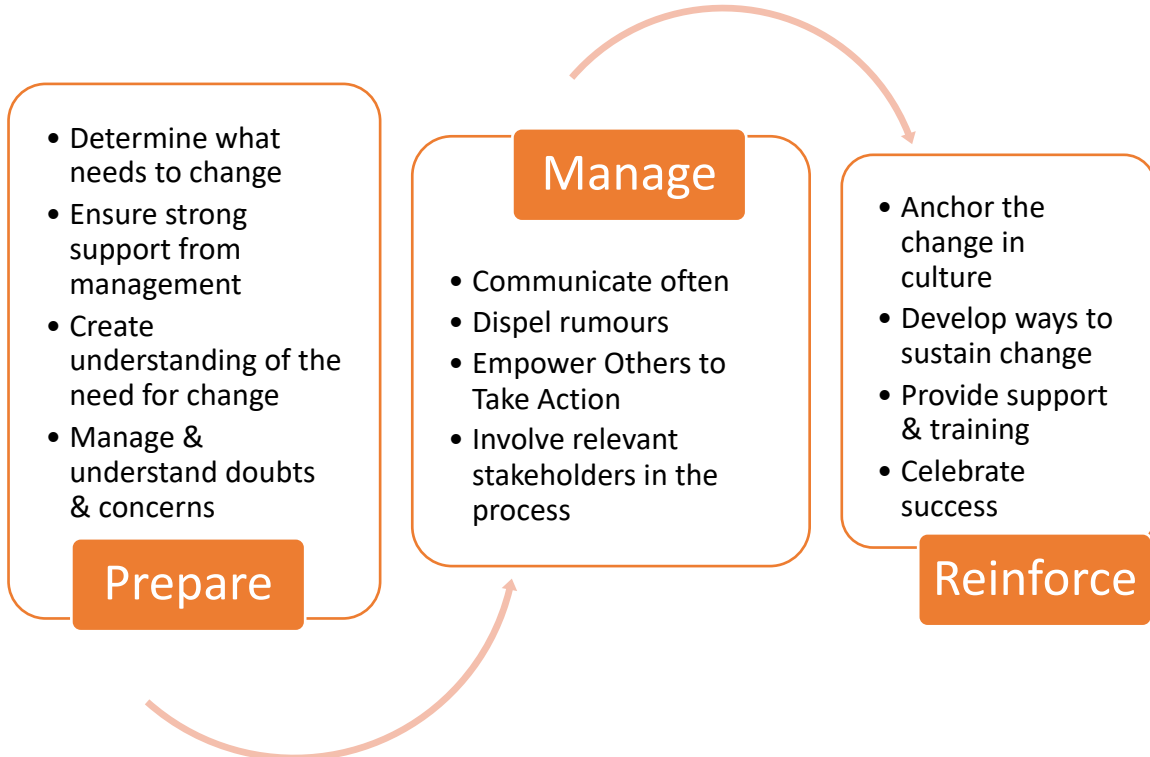 • Determine what
needs to change
• Ensure strong
support from
management
• Create
understanding of the
need for change
• Manage &
understand doubts
& concerns
Prepare
Manage
• Communicate often
• Dispel rumours
• Empower Others to
Take Action
• Involve relevant
stakeholders in the
process
• Anchor the
change in
culture
• Develop ways to
sustain change
• Provide support
& training
• Celebrate
success
Reinforce